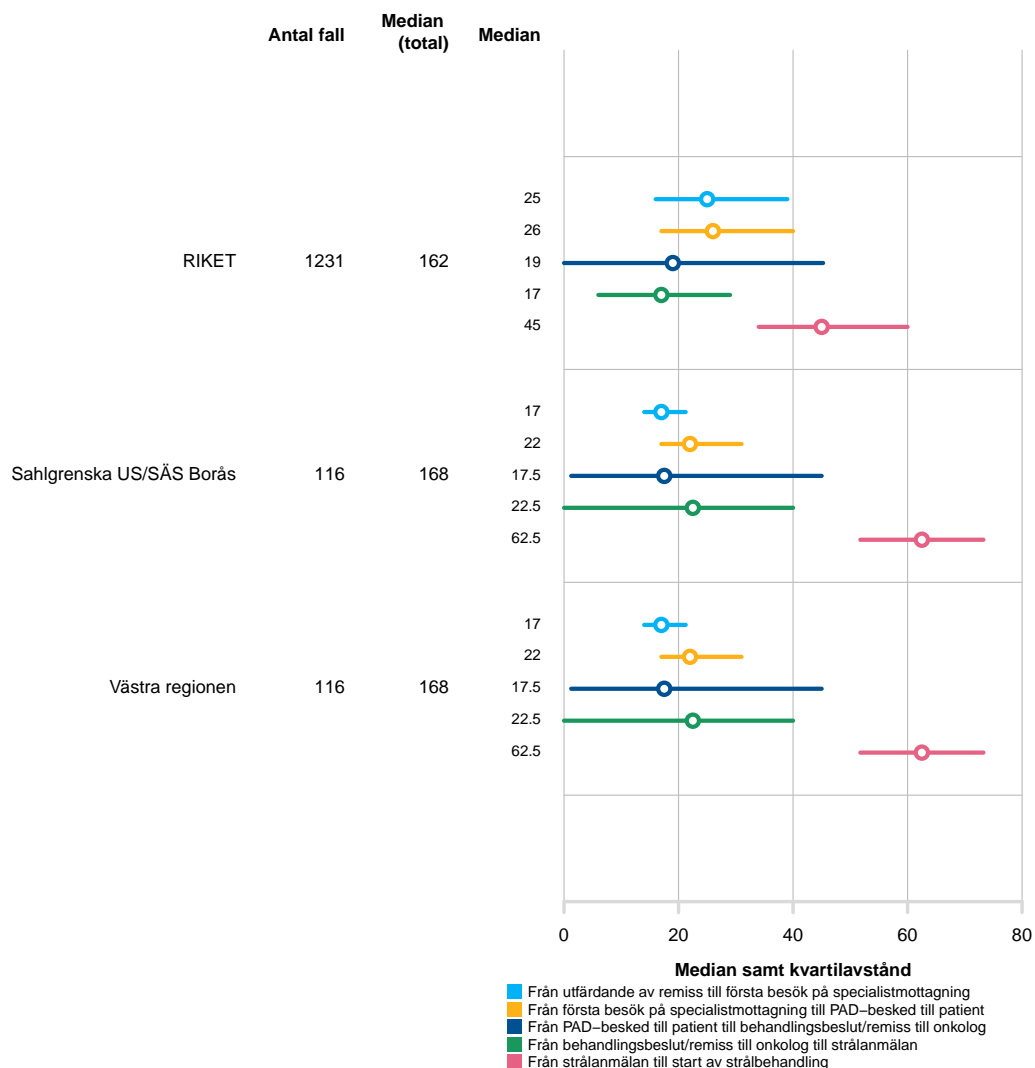 Antal fall
Median
(total)
Median
25
26
RIKET 1231 162 19
17
45
17
22
Sahlgrenska US/SÄS Borås 116 168 17.5
22.5
62.5
17
22
Västra regionen 116 168 17.5
22.5
62.5
0 20 40 60 80
Median samt kvartilavstånd
Från utfärdande av remiss till första besök på specialistmottagning
Från första besök på specialistmottagning till PAD−besked till patient
Från PAD−besked till patient till behandlingsbeslut/remiss till onkolog
Från behandlingsbeslut/remiss till onkolog till strålanmälan
Från strålanmälan till start av strålbehandling